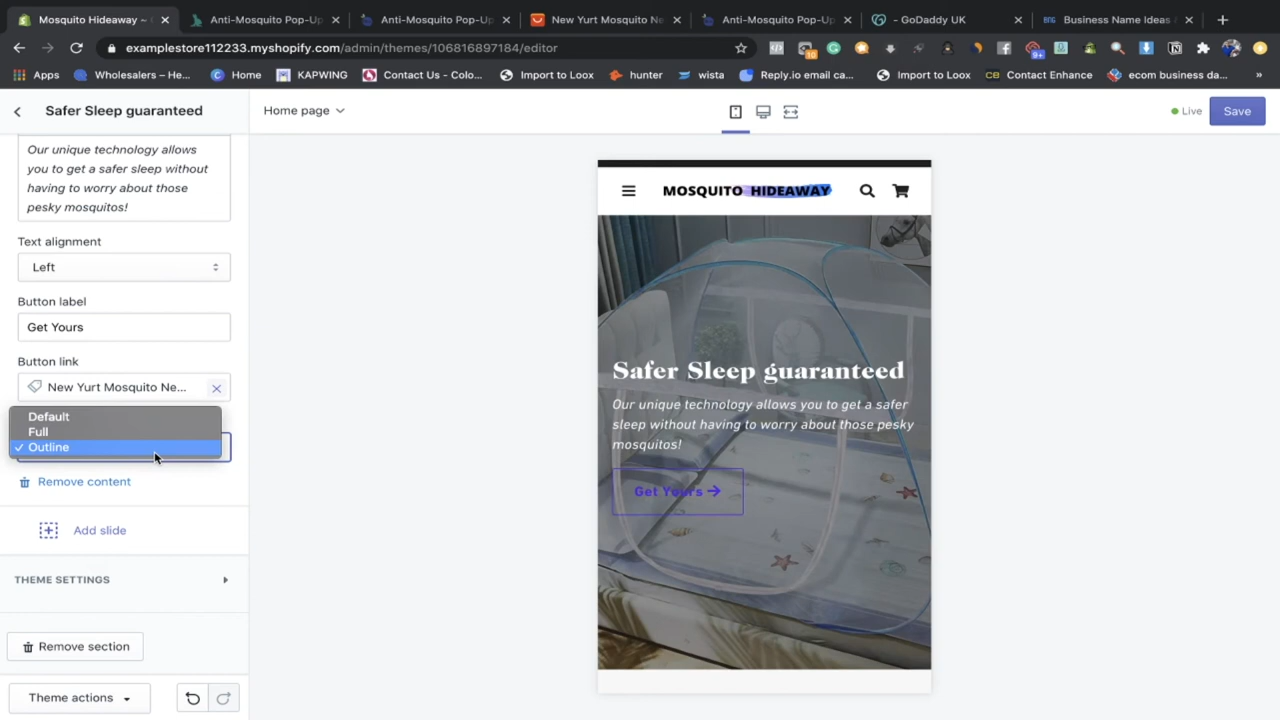 Mosquito Hideaway ~
Anti-Mosquito Pop-Up
Anti-Mosquito Pop-Up
New Yurt Mosquito Ne
Anti-Mosquito Pop-Up
- GoDaddy UK
Business Name Ideas
examplestore112233.myshopify.com/admin/themes/106816897184/editor
Apps
Wholesalers – He...
Home
KAPWING
Contact Us - Colo...
Import to Loox
hunter
wista
Reply.io email ca...
Import to Loox
Contact Enhance
ecom business da...
»
Safer Sleep guaranteed
Home page
Live
Save
Our unique technology allows
you to get a safer sleep without
having to worry about those
pesky mosquitos!
Text alignment
Left
Button label
Get Yours
Button link
New Yurt Mosquito Ne...
Default
Full
✓ Outline
Remove content
Add slide
THEME SETTINGS
Remove section
Theme actions
MOSQUITO HIDEAWAY
Safer Sleep guaranteed
Our unique technology allows you to get a safer
sleep without having to worry about those pesky
mosquitos!
Get Yours →